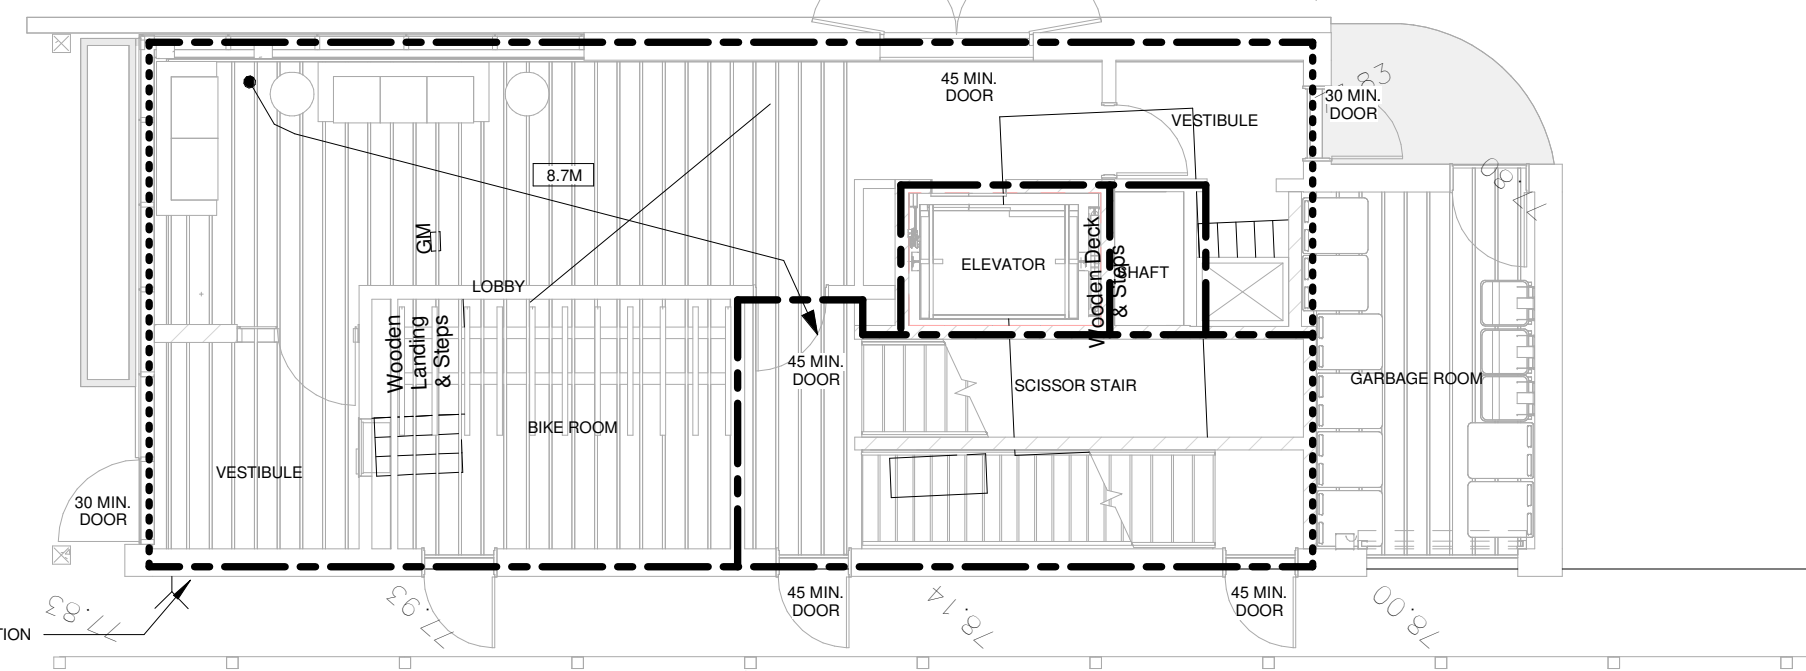 45 MIN.
DOOR
30 MIN.
DOOR
VESTIBULE
8.7M
GM
ELEVATOR
SHAFT
Wooden Deck
& Steps
LOBBY
Wooden
Landing
& Steps
45 MIN.
DOOR
SCISSOR STAIR
GARBAGE ROOM
BIKE ROOM
VESTIBULE
30 MIN.
DOOR
45 MIN.
DOOR
45 MIN.
DOOR
77.83
77.93
78.14
78.00
TION